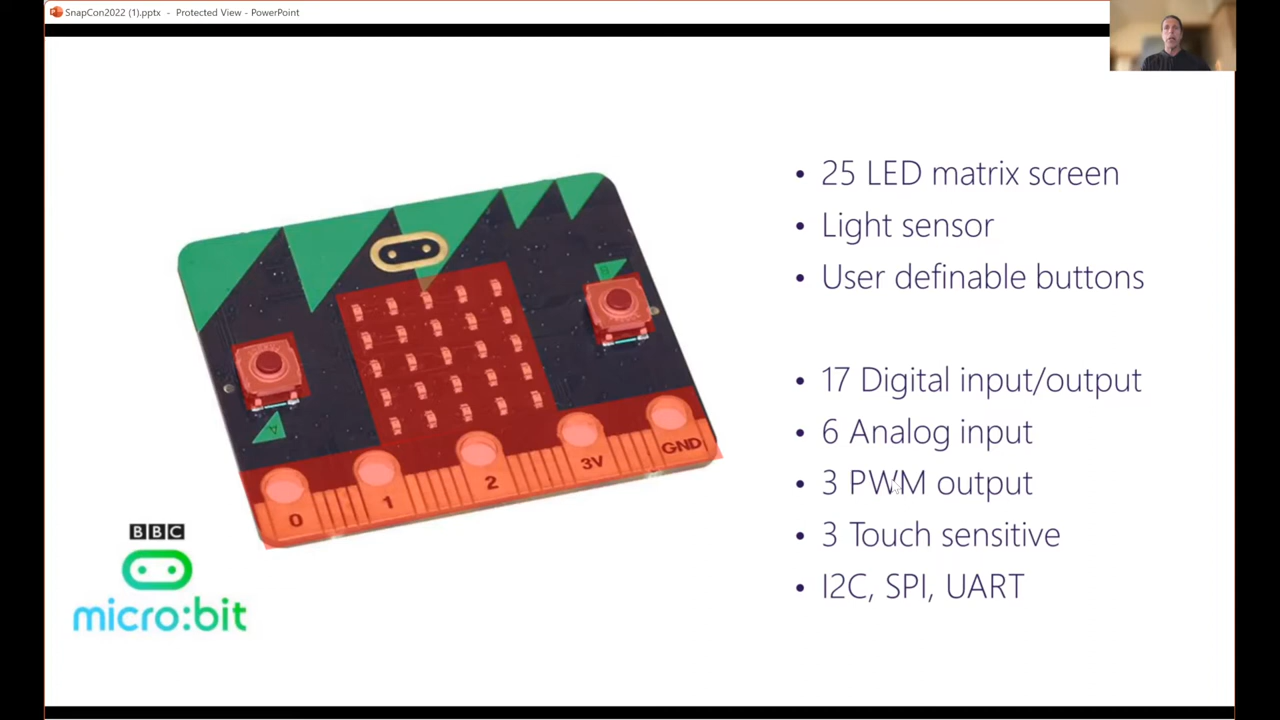 SnapCon2022 (1).pptx - Protected View - PowerPoint
• 25 LED matrix screen
• Light sensor
• User definable buttons
• 17 Digital input/output
• 6 Analog input
• 3 PWM output
• 3 Touch sensitive
• I2C, SPI, UART
B
A
0 1 2 3V GND
BBC
micro:bit